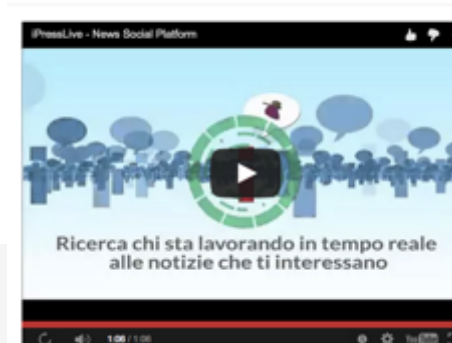 iPressLive - News Social Platform
Ricerca chi sta lavorando in tempo reale
alle notizie che ti interessano
1:06 / 1:06
YouTube